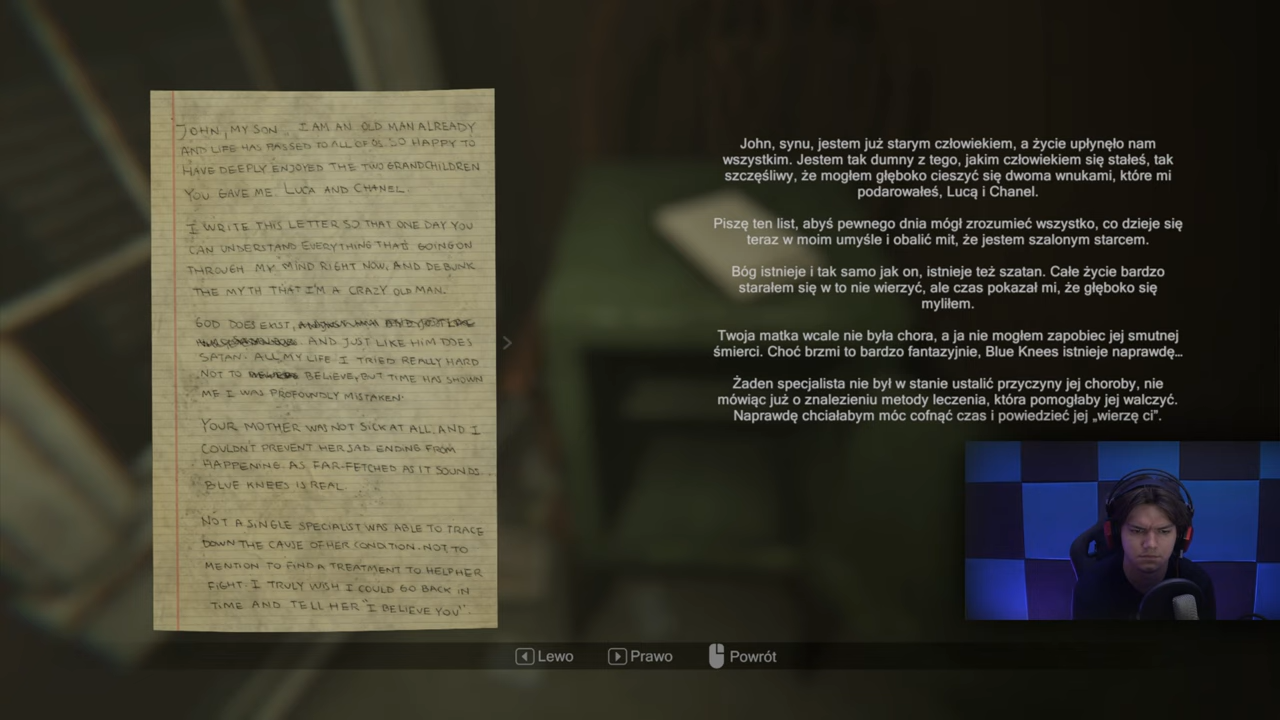 JOHN, MY SON I AM AN OLD MAN ALREADY
AND LIFE HAS PASSED TO ALL OF US. SO HAPPY TO
HAVE DEEPLY ENJOYED THE TWO GRANDCHILDREN
YOU GAVE ME. LUCA AND CHANEL.
I WRITE THIS LETTER SO THAT ONE DAY YOU
CAN UNDERSTAND EVERYTHING THAT'S GOING ON
THROUGH MY MIND RIGHT NOW. AND DEBUNK
THE MYTH THAT I'M A CRAZY OLD MAN.
GOD DOES EXIST,
AND JUST LIKE HIM DOES
SATAN. ALL MY LIFE I TRIED REALLY HARD
NOT TO BELIEVE, BUT TIME HAS SHOWN
ME I WAS PROFOUNDLY MISTAKEN.
YOUR MOTHER WAS NOT SICK AT ALL, AND I
COULDN'T PREVENT HER SAD ENDING FROM
HAPPENING. AS FAR-FETCHED AS IT SOUNDS
BLUE KNEES IS REAL.
NOT A SINGLE SPECIALIST WAS ABLE TO TRACE
DOWN THE CAUSE OF HER CONDITION. NOT TO
MENTION TO FIND A TREATMENT TO HELP HER
FIGHT. I TRULY WISH I COULD GO BACK IN
TIME AND TELL HER "I BELIEVE YOU".
John, synu, jestem już starym człowiekiem, a życie upłynęło nam
wszystkim. Jestem tak dumny z tego, jakim człowiekiem się stałeś, tak
szczęśliwy, że mogłem głęboko cieszyć się dwoma wnukami, które mi
podarowałeś, Lucą i Chanel.
Piszę ten list, abyś pewnego dnia mógł zrozumieć wszystko, co dzieje się
teraz w moim umyśle i obalić mit, że jestem szalonym starcem.
Bóg istnieje i tak samo jak on, istnieje też szatan. Całe życie bardzo
starałem się w to nie wierzyć, ale czas pokazał mi, że głęboko się
myliłem.
Twoja matka wcale nie była chora, a ja nie mogłem zapobiec jej smutnej
śmierci. Choć brzmi to bardzo fantazyjnie, Blue Knees istnieje naprawdę...
Żaden specjalista nie był w stanie ustalić przyczyny jej choroby, nie
mówiąc już o znalezieniu metody leczenia, która pomogłaby jej walczyć.
Naprawdę chciałabym móc cofnąć czas i powiedzieć jej „wierzę ci”.
Lewo
Prawo
Powrót